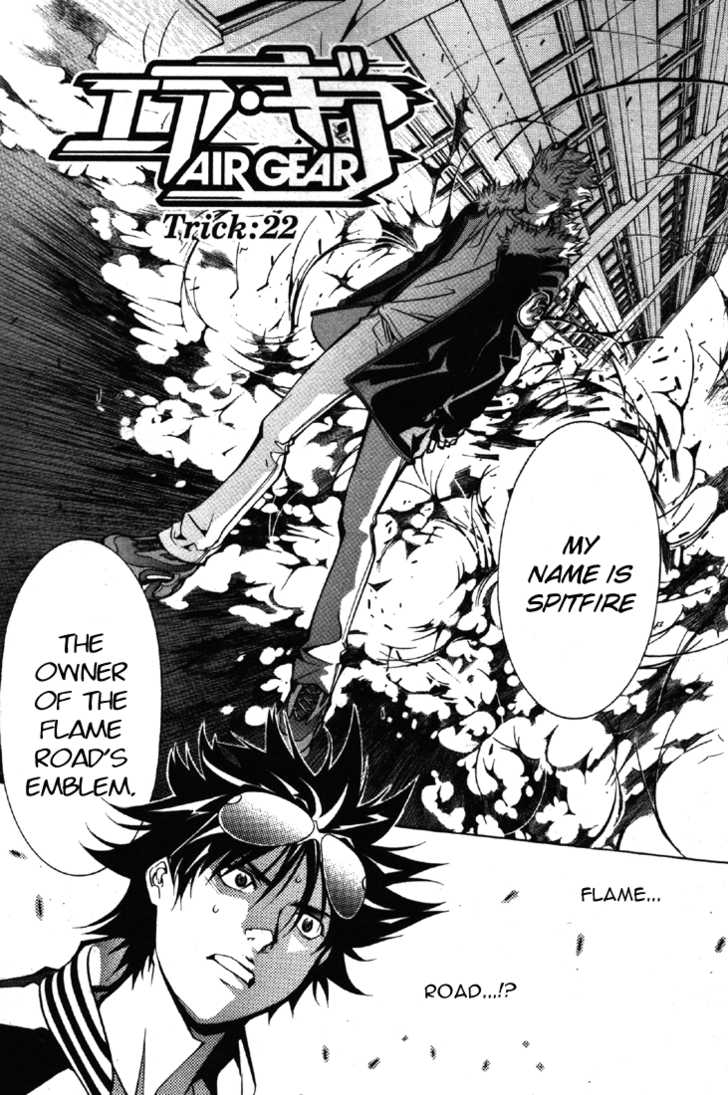 エア・ギア
AIR GEAR
Trick:22
MY
NAME IS
SPITFIRE
THE
OWNER
OF THE
FLAME
ROAD'S
EMBLEM.
FLAME...
ROAD...!?